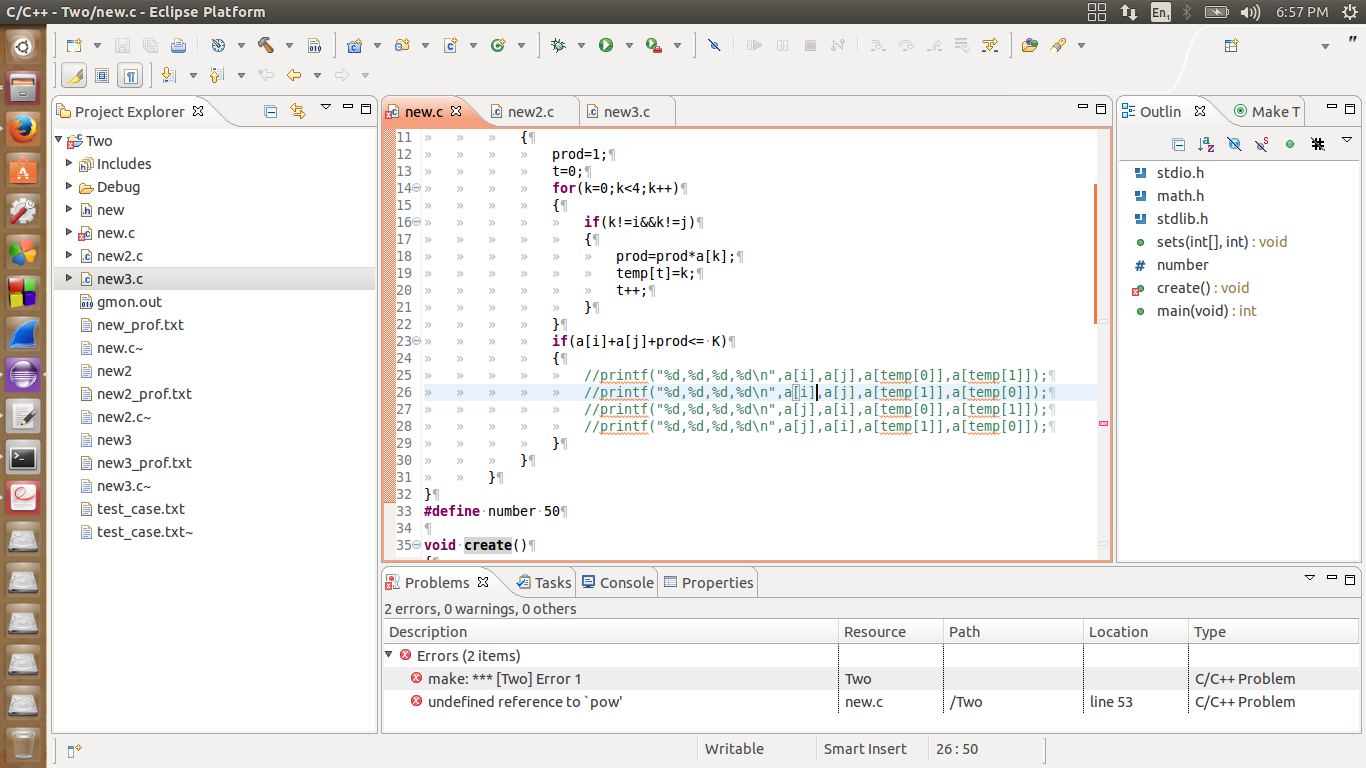 C/C++ - Two/new.c - Eclipse Platform
En1
6:57 PM
Project Explorer
Two
Includes
Debug
new
new.c
new2.c
new3.c
gmon.out
new_prof.txt
new.c~
new2
new2_prof.txt
new2.c~
new3
new3_prof.txt
new3.c~
test_case.txt
test_case.txt~
new.c
new2.c
new3.c
11 » » » {¶
12 » » » » prod=1;¶
13 » » » » t=0;¶
14 » » » » for(k=0;k<4;k++)¶
15 » » » » {¶
16 » » » » » if(k!=i&&k!=j)¶
17 » » » » » {¶
18 » » » » » » prod=prod*a[k];¶
19 » » » » » » temp[t]=k;¶
20 » » » » » » t++;¶
21 » » » » » }¶
22 » » » » }¶
23 » » » » if(a[i]+a[j]+prod<=·K)¶
24 » » » » {¶
25 » » » » » //printf("%d,%d,%d,%d\n",a[i],a[j],a[temp[0]],a[temp[1]]);¶
26 » » » » » //printf("%d,%d,%d,%d\n",a[i],a[j],a[temp[1]],a[temp[0]]);¶
27 » » » » » //printf("%d,%d,%d,%d\n",a[j],a[i],a[temp[0]],a[temp[1]]);¶
28 » » » » » //printf("%d,%d,%d,%d\n",a[j],a[i],a[temp[1]],a[temp[0]]);¶
29 » » » » }¶
30 » » » }¶
31 » » }¶
32 }¶
33 #define·number·50¶
34 ¶
35 void·create()¶
Outlin
Make T
stdio.h
math.h
stdlib.h
sets(int[], int) : void
number
create() : void
main(void) : int
Problems
Tasks
Console
Properties
2 errors, 0 warnings, 0 others
Description Resource Path Location Type
Errors (2 items)
make: *** [Two] Error 1 Two C/C++ Problem
undefined reference to `pow' new.c /Two line 53 C/C++ Problem
Writable Smart Insert 26 : 50